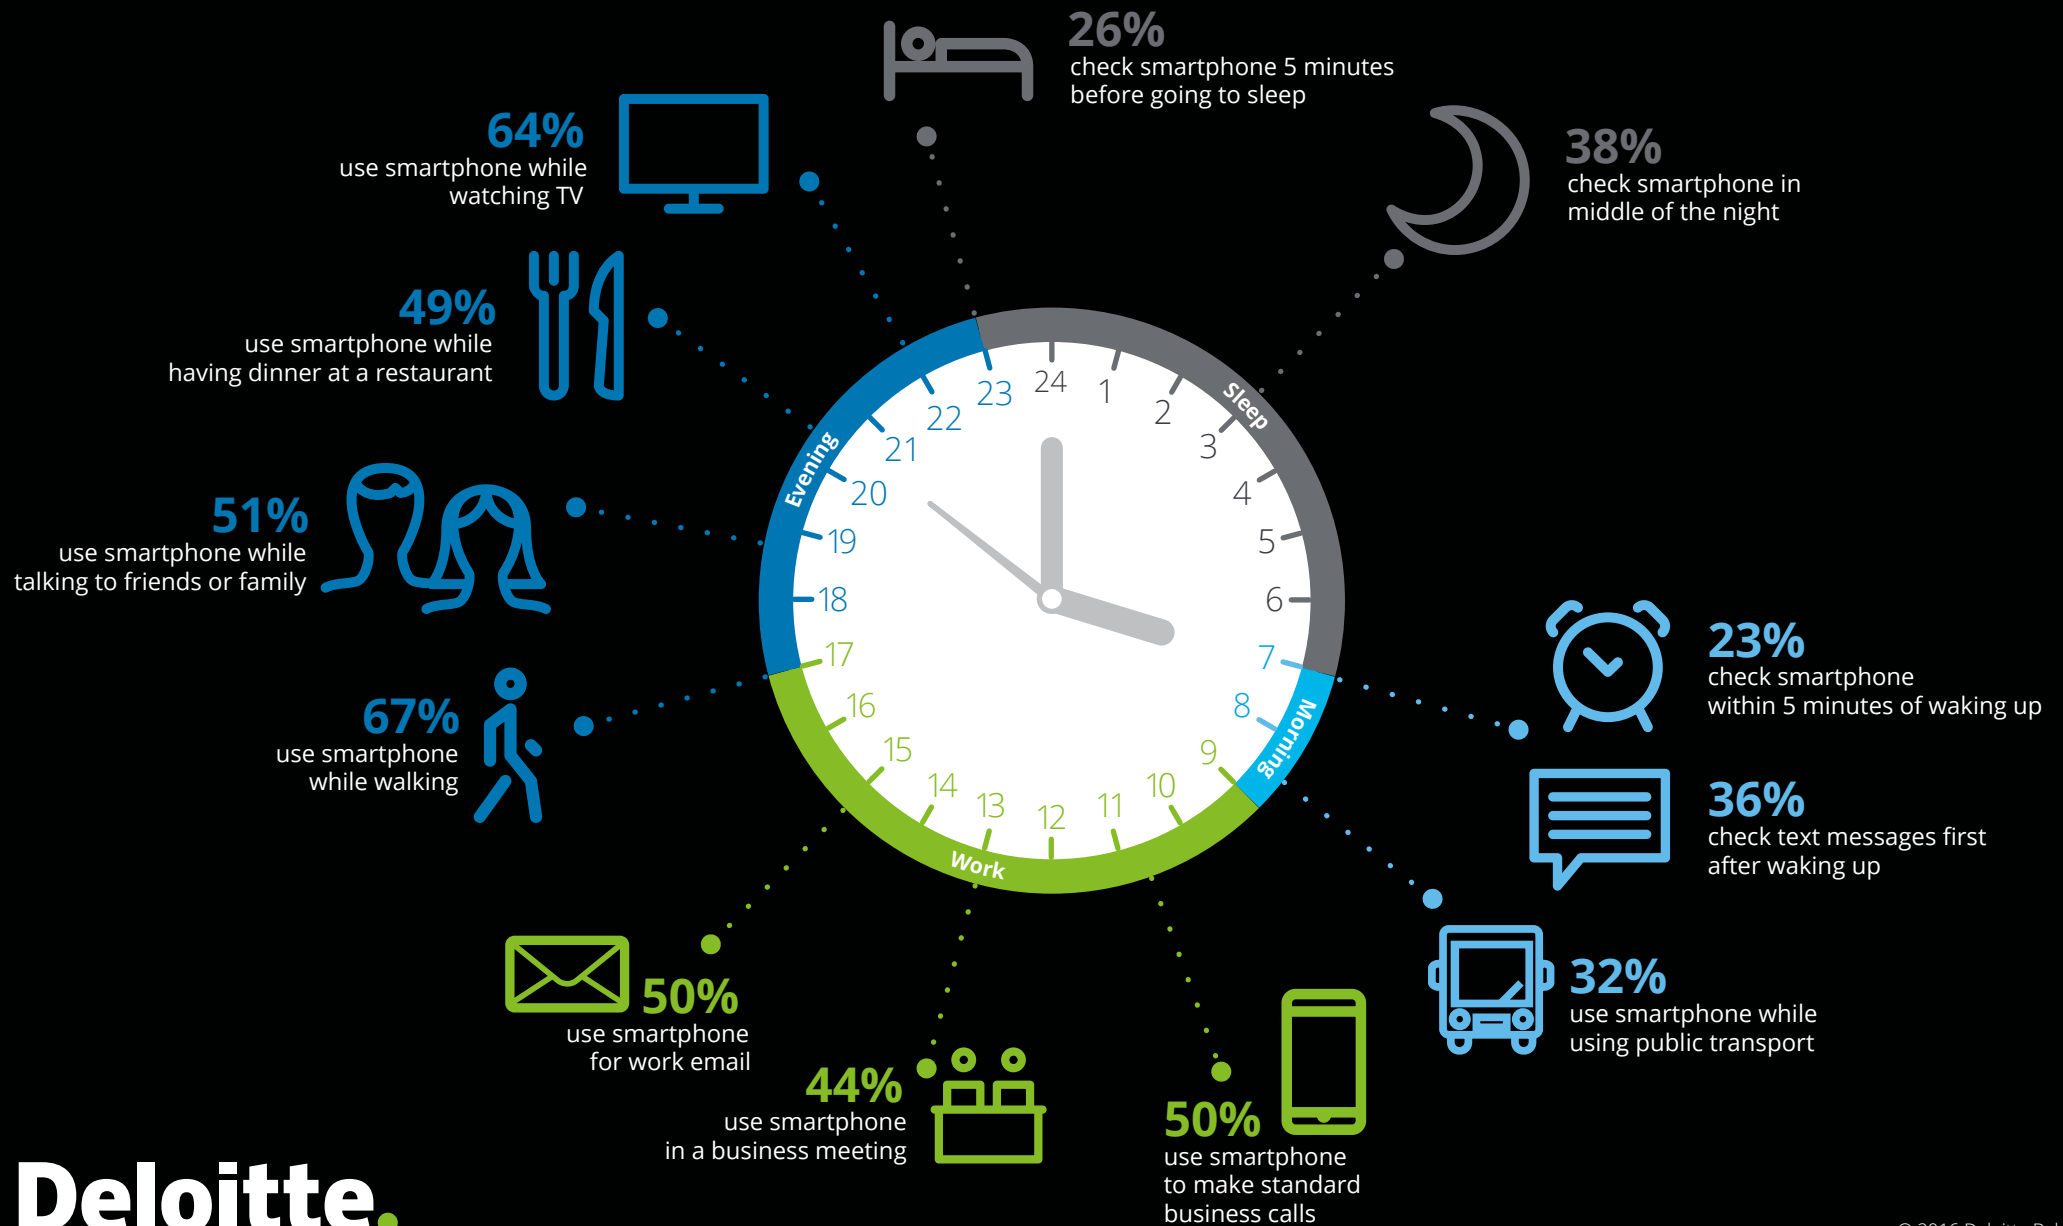 26%
check smartphone 5 minutes
before going to sleep
38%
check smartphone in
middle of the night
64%
use smartphone while
watching TV
49%
use smartphone while
having dinner at a restaurant
51%
use smartphone while
talking to friends or family
67%
use smartphone
while walking
Sleep
Evening
Morning
Work
24
1
2
3
4
5
6
7
8
9
10
11
12
13
14
15
16
17
18
19
20
21
22
23
23%
check smartphone
within 5 minutes of waking up
36%
check text messages first
after waking up
32%
use smartphone while
using public transport
50%
use smartphone
for work email
44%
use smartphone
in a business meeting
50%
use smartphone
to make standard
business calls
Deloitte.
© 2016 Deloitte